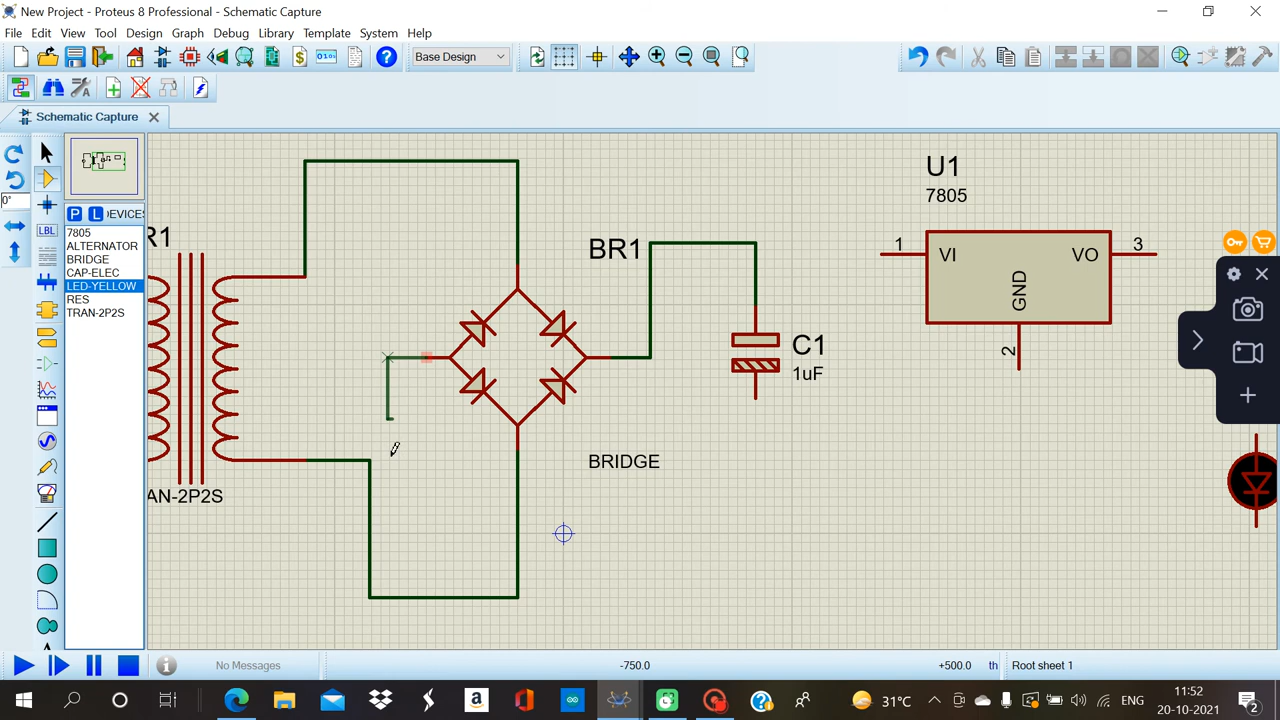 New Project - Proteus 8 Professional - Schematic Capture
File Edit View Tool Design Graph Debug Library Template System Help
Base Design
Schematic Capture
0°
LBL
P L DEVICES
7805
ALTERNATOR
BRIDGE
CAP-ELEC
LED-YELLOW
RES
TRAN-2P2S
R1
AN-2P2S
BR1
BRIDGE
C1
1uF
U1
7805
1
VI
VO
3
GND
2
No Messages
-750.0
+500.0
th
Root sheet 1
31°C
ENG
11:52
20-10-2021
2